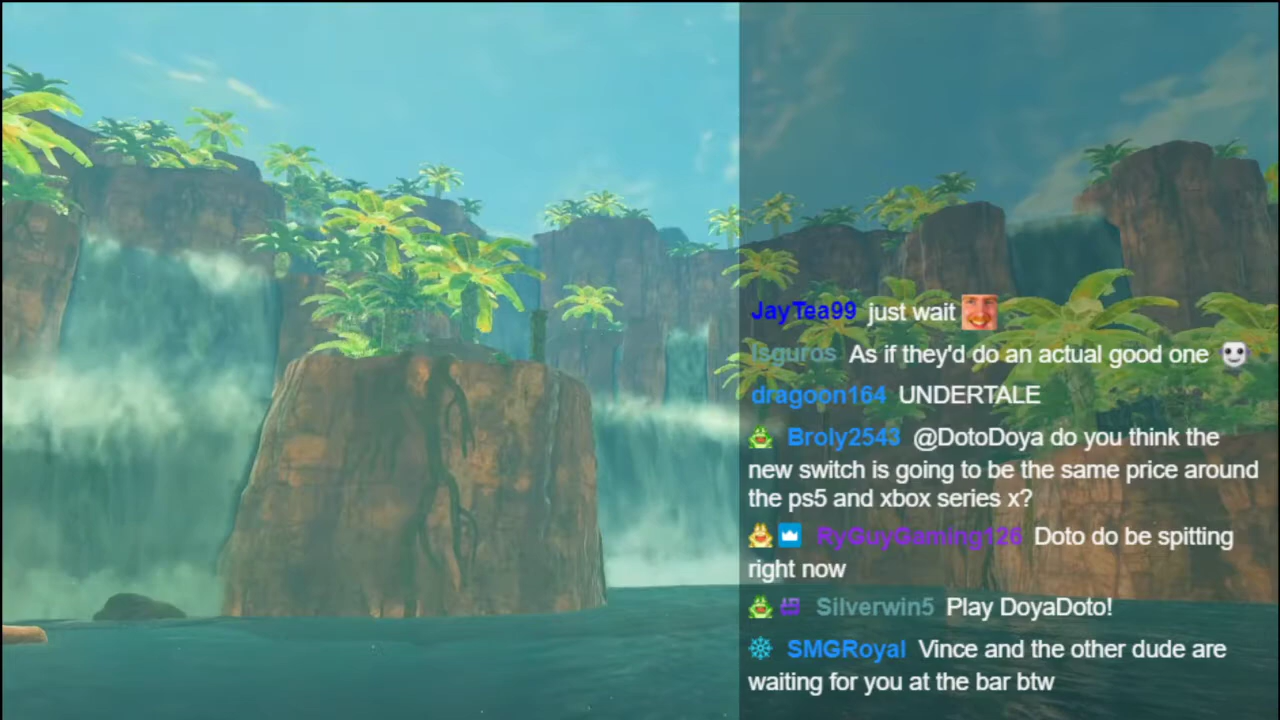 JayTea99 just wait
Isguros As if they'd do an actual good one
dragoon164 UNDERTALE
Broly2543 @DotoDoya do you think the
new switch is going to be the same price around
the ps5 and xbox series x?
RyGuyGaming126 Doto do be spitting
right now
Silverwin5 Play DoyaDoto!
SMGRoyal Vince and the other dude are
waiting for you at the bar btw